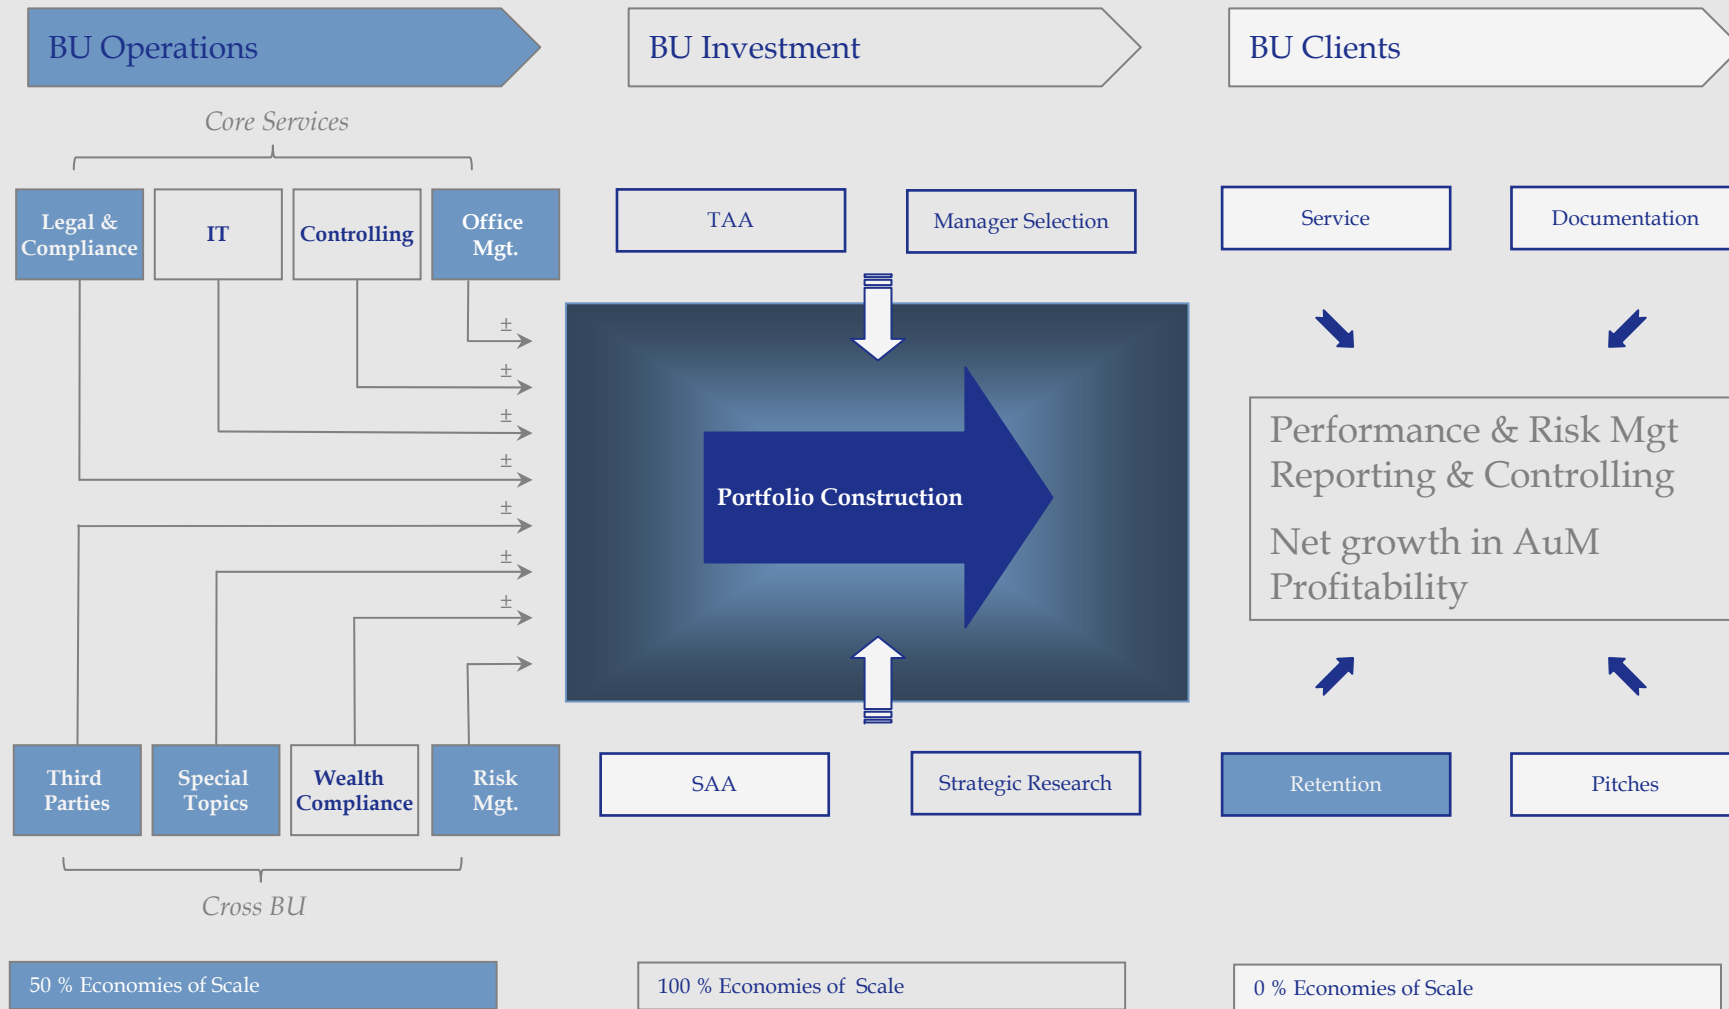 BU Operations
BU Investment
BU Clients
Core Services
Legal &
Compliance
IT
Controlling
Office
Mgt.
TAA
Manager Selection
Service
Documentation
±
±
±
±
±
±
±
Portfolio Construction
Performance & Risk Mgt
Reporting & Controlling
Net growth in AuM
Profitability
Third
Parties
Special
Topics
Wealth
Compliance
Risk
Mgt.
SAA
Strategic Research
Retention
Pitches
Cross BU
50 % Economies of Scale
100 % Economies of  Scale
0 % Economies of Scale